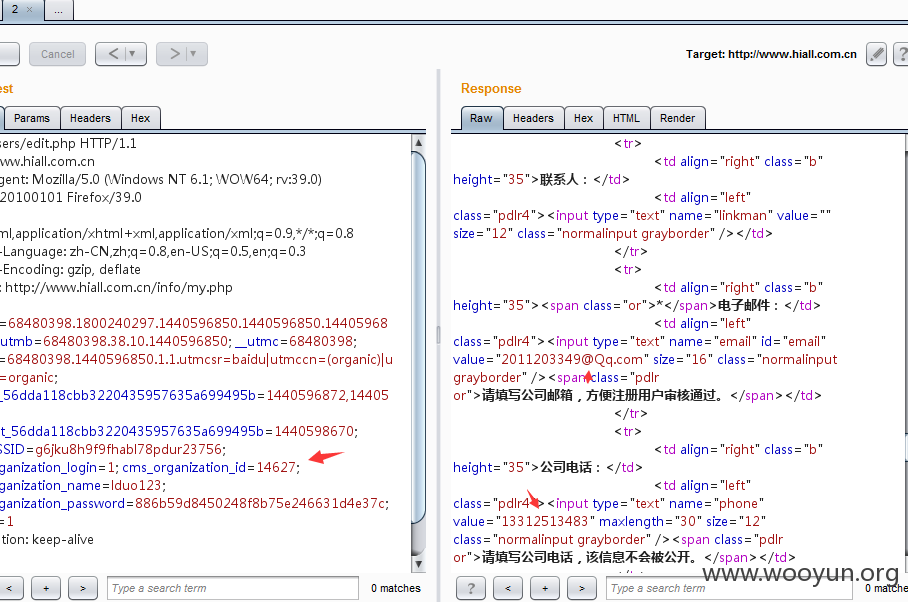 2 × ...
Cancel < ▼ > ▼
Target: http://www.hiall.com.cn
?
est
Params Headers Hex
sers/edit.php HTTP/1.1
ww.hiall.com.cn
gent: Mozilla/5.0 (Windows NT 6.1; WOW64; rv:39.0)
20100101 Firefox/39.0
ml,application/xhtml+xml,application/xml;q=0.9,*/*;q=0.8
-Language: zh-CN,zh;q=0.8,en-US;q=0.5,en;q=0.3
-Encoding: gzip, deflate
: http://www.hiall.com.cn/info/my.php
=68480398.1800240297.1440596850.1440596850.14405968
utmb=68480398.38.10.1440596850; __utmc=68480398;
=68480398.1440596850.1.1.utmcsr=baidu|utmccn=(organic)|u
=organic;
t_56dda118cbb3220435957635a699495b=1440596872,14405
t_56dda118cbb3220435957635a699495b=1440598670;
SSID=g6jku8h9f9fhabl78pdur23756;
ganization_login=1; cms_organization_id=14627;
ganization_name=lduo123;
ganization_password=886b59d8450248f8b75e246631d4e37c;
=1
tion: keep-alive
< + > Type a search term 0 matches
Response
Raw Headers Hex HTML Render
<tr>
<td align="right" class="b"
height="35">联系人：</td>
<td align="left"
class="pdlr4"><input type="text" name="linkman" value=""
size="12" class="normalinput grayborder" /></td>
</tr>
<tr>
<td align="right" class="b"
height="35"><span class="or">*</span>电子邮件：</td>
<td align="left"
class="pdlr4"><input type="text" name="email" id="email"
value="2011203349@Qq.com" size="16" class="normalinput
grayborder" /><span class="pdlr
or">请填写公司邮箱，方便注册用户审核通过。</span></td>
</tr>
<tr>
<td align="right" class="b"
height="35">公司电话：</td>
<td align="left"
class="pdlr4"><input type="text" name="phone"
value="13312513483" maxlength="30" size="12"
class="normalinput grayborder" /><span class="pdlr
or">请填写公司电话，该信息不会被公开。</span></td>
? < + > Type a search term 0 matche
www.wooyun.org